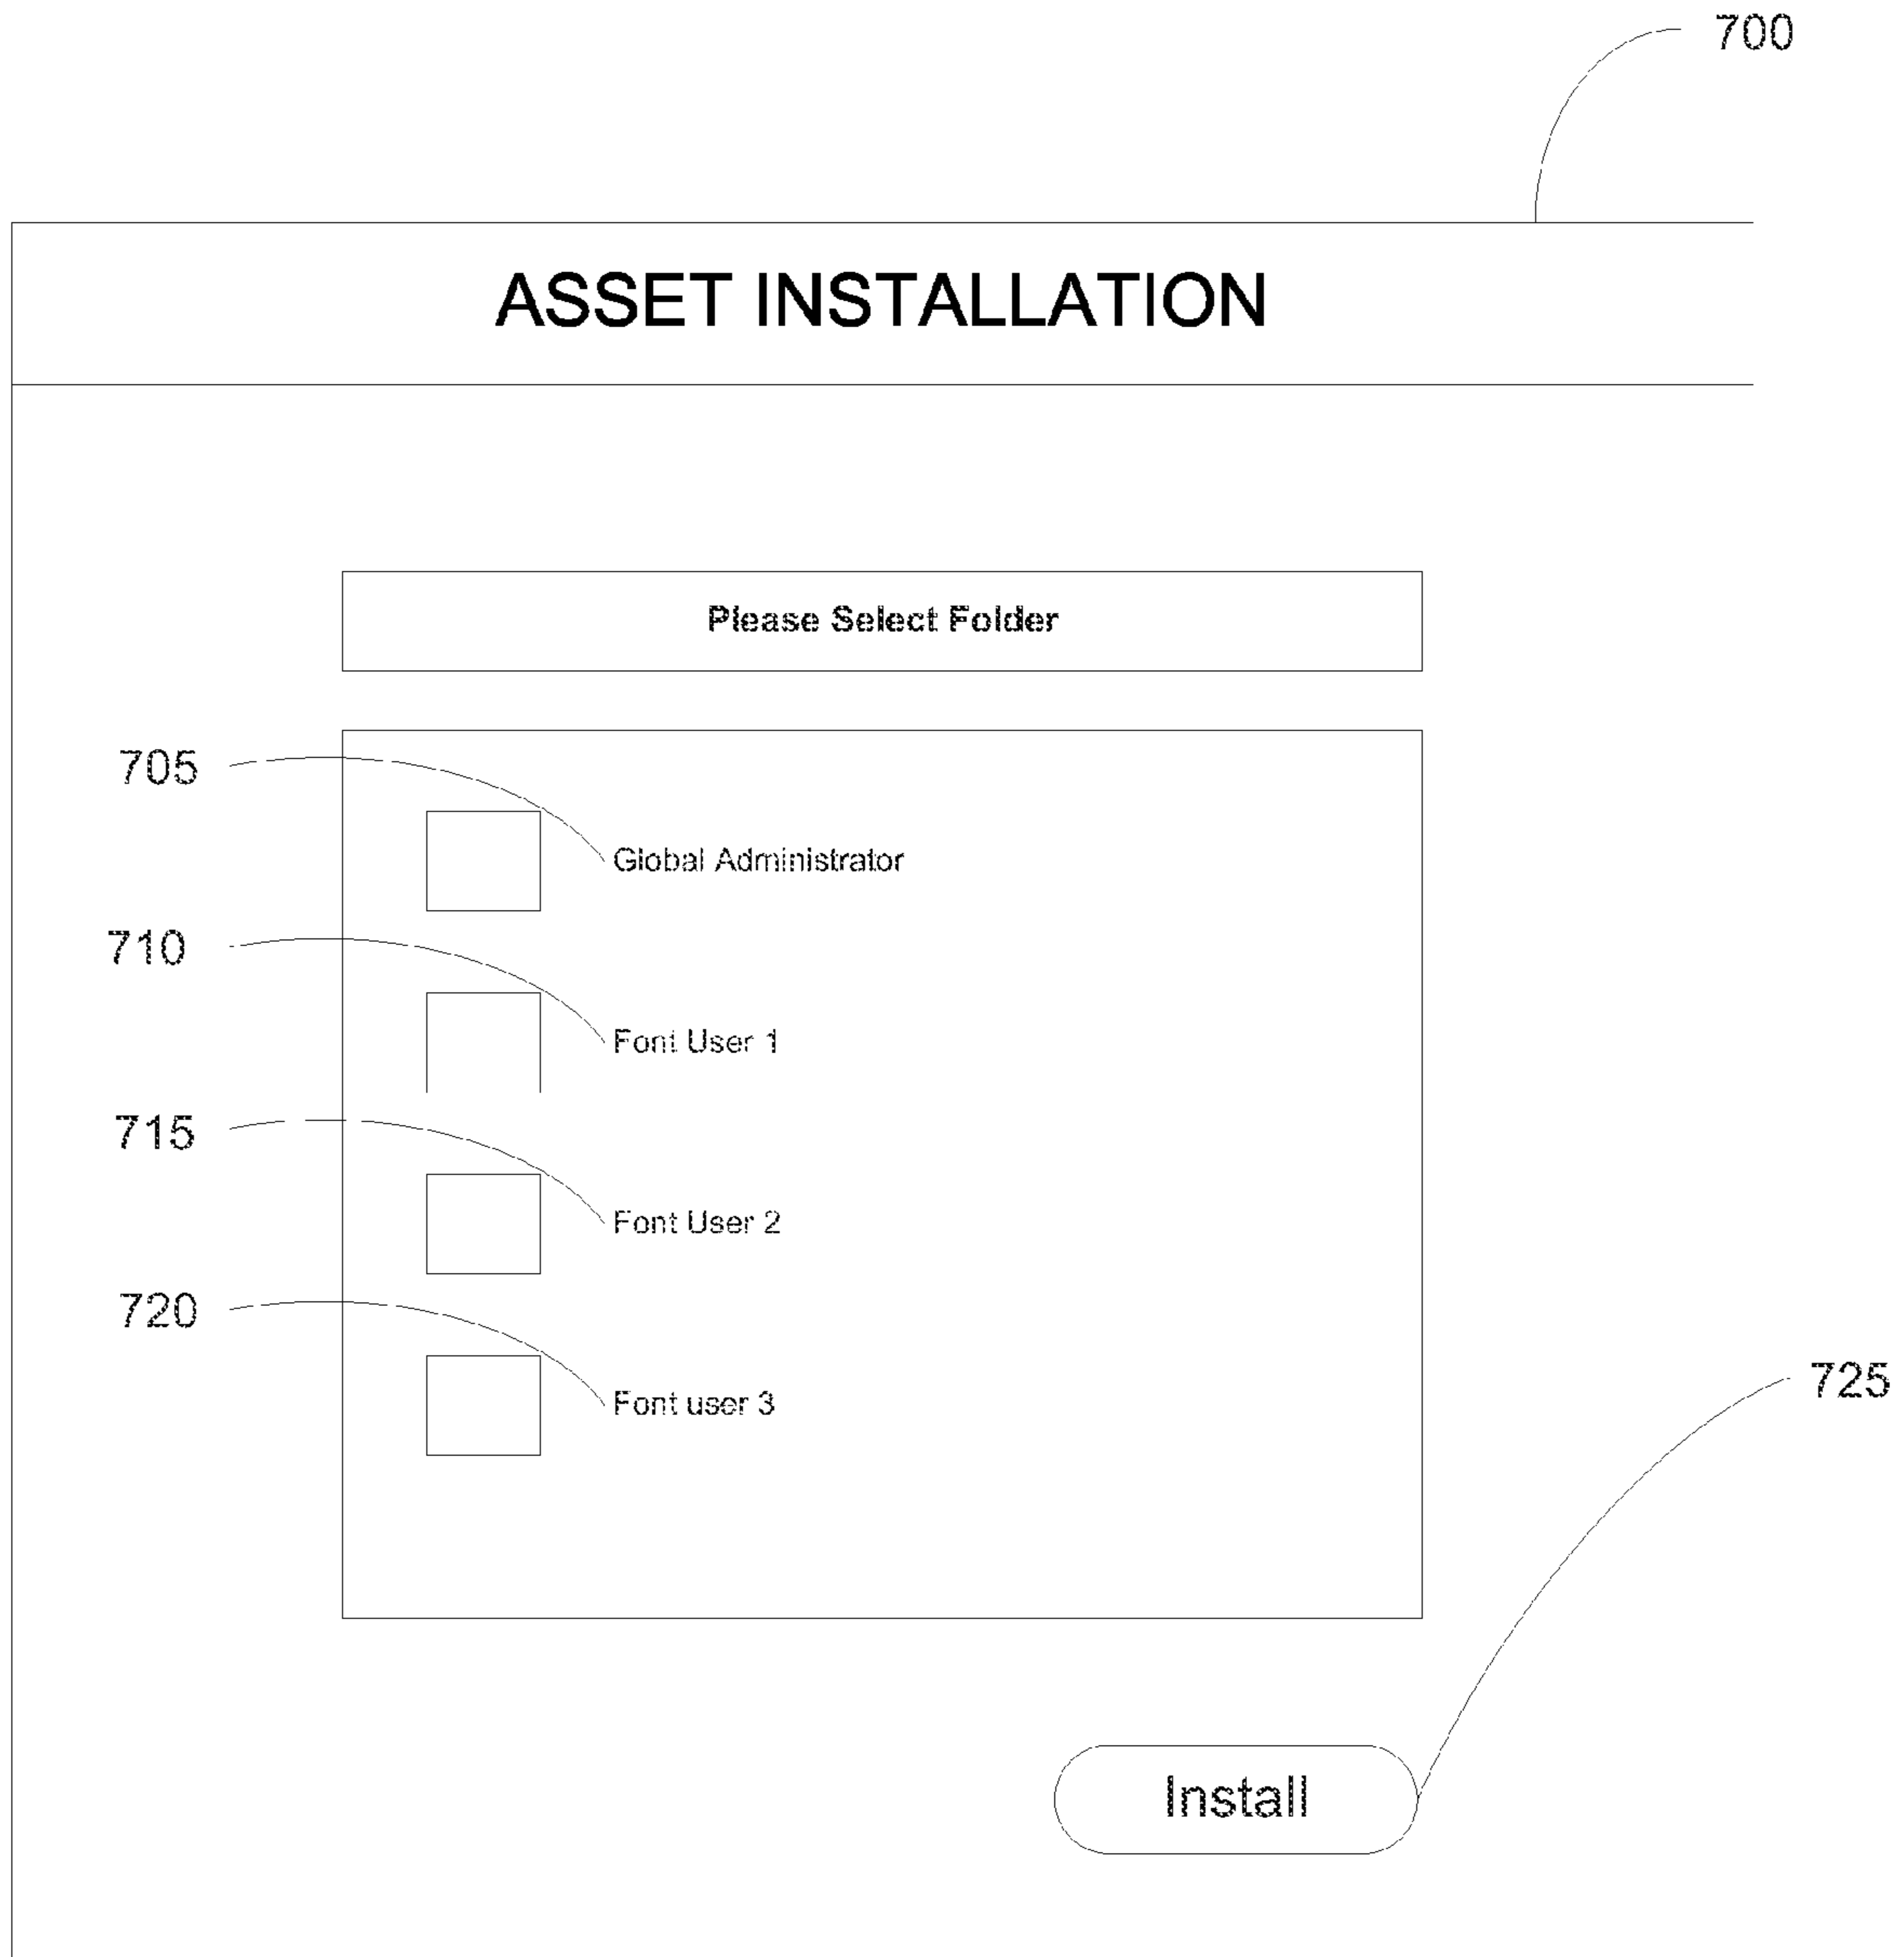 700
ASSET INSTALLATION
Please Select Folder
705
Global Administrator
710
Font User 1
715
Font User 2
720
Font user 3
725
Install